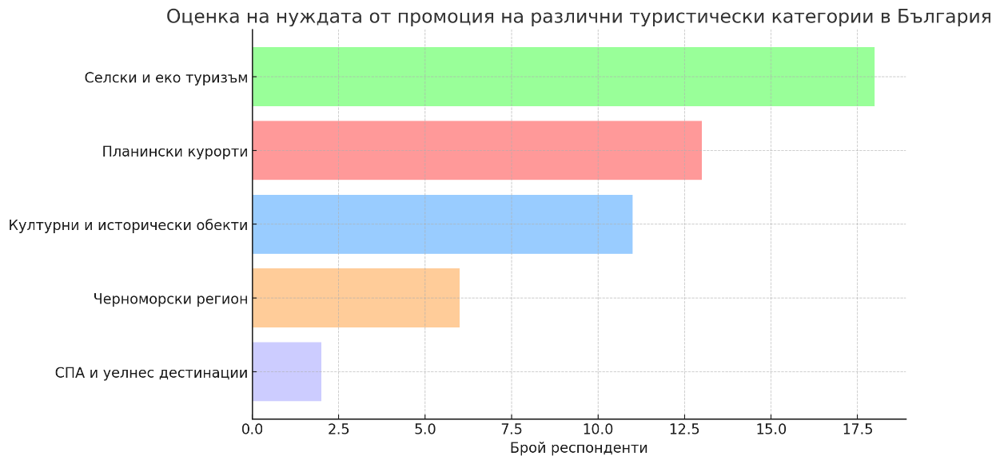 Оценка на нуждата от промоция на различни туристически категории в България
Селски и еко туризъм
Планински курорти
Културни и исторически обекти
Черноморски регион
СПА и уелнес дестинации
0.0 2.5 5.0 7.5 10.0 12.5 15.0 17.5
Брой респонденти